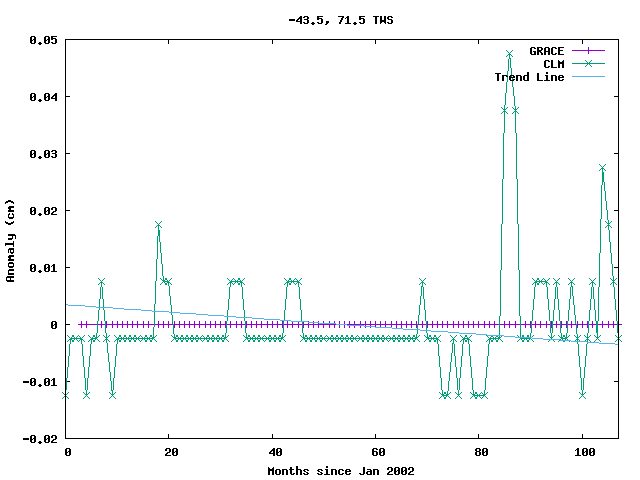 -43.5, 71.5 TWS
0.05
0.04
0.03
0.02
0.01
0
-0.01
-0.02
Anomaly (cm)
GRACE
CLM
Trend Line
0 20 40 60 80 100
Months since Jan 2002